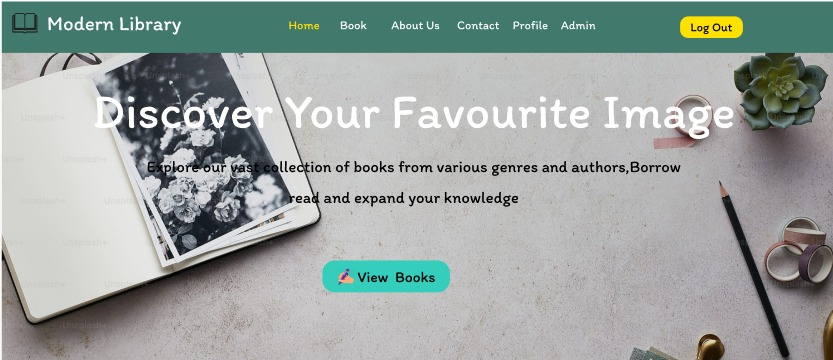 Modern Library
Home Book About Us Contact Profile Admin
Log Out
Discover Your Favourite Image
Explore our vast collection of books from various genres and authors,Borrow
read and expand your knowledge
View Books